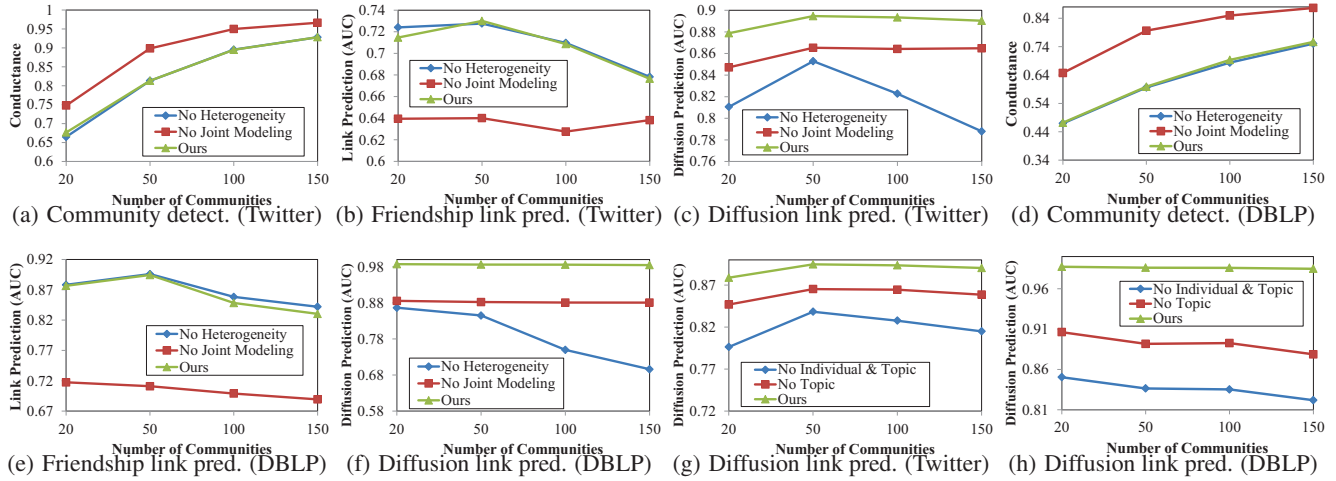 Conductance
1
0.95
0.9
0.85
0.8
0.75
0.7
0.65
0.6
No Heterogeneity
No Joint Modeling
Ours
20 50 100 150
Number of Communities
(a) Community detect. (Twitter)
Link Prediction (AUC)
0.74
0.72
0.68
0.66
0.64
0.62
0.6
No Heterogeneity
No Joint Modeling
Ours
20 50 100 150
Number of Communities
(b) Friendship link pred. (Twitter)
Diffusion Prediction (AUC)
0.9
0.88
0.86
0.84
0.82
0.8
0.78
0.76
No Heterogeneity
No Joint Modeling
Ours
20 50 100 150
Number of Communities
(c) Diffusion link pred. (Twitter)
Conductance
0.84
0.74
0.64
0.54
0.44
0.34
No Heterogeneity
No Joint Modeling
Ours
20 50 100 150
Number of Communities
(d) Community detect. (DBLP)
Link Prediction (AUC)
0.92
0.87
0.82
0.77
0.72
0.67
No Heterogeneity
No Joint Modeling
Ours
20 50 100 150
Number of Communities
(e) Friendship link pred. (DBLP)
Diffusion Prediction (AUC)
0.98
0.88
0.78
0.68
0.58
No Heterogeneity
No Joint Modeling
Ours
20 50 100 150
Number of Communities
(f) Diffusion link pred. (DBLP)
Diffusion Prediction (AUC)
0.87
0.82
0.77
0.72
No Individual & Topic
No Topic
Ours
20 50 100 150
Number of Communities
(g) Diffusion link pred. (Twitter)
Diffusion Prediction (AUC)
0.96
0.91
0.86
0.81
No Individual & Topic
No Topic
Ours
20 50 100 150
Number of Communities
(h) Diffusion link pred. (DBLP)